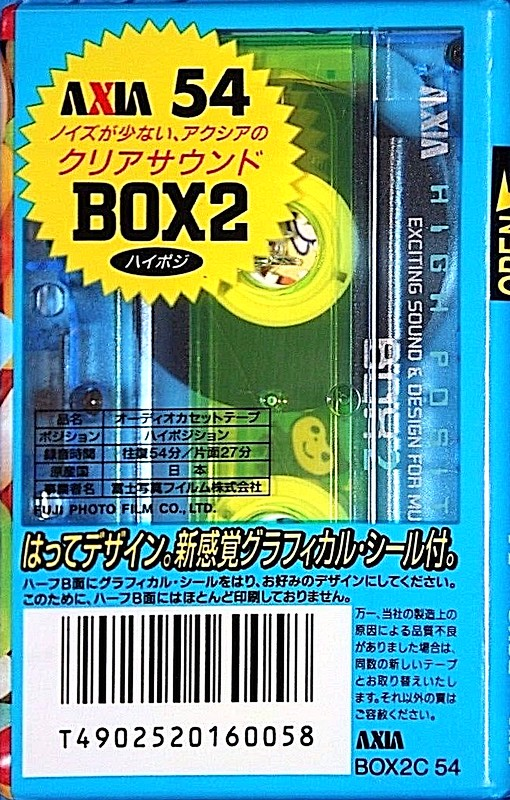 AXIA 54
ノイズが少ない、アクシアの
クリアサウンド
BOX2
ハイポジ
AXIA HIGH POSIT
EXCITING SOUND & DESIGN FOR MU
OPEN
品名 オーディオカセットテープ
ポジション ハイポジション
録音時間 往復54分/片面27分
原産国 日本
事業者名 富士写真フイルム株式会社
FUJI PHOTO FILM CO., LTD.
はってデザイン。新感覚グラフィカル・シール付。
ハーフB面にグラフィカル・シールをはり、お好みのデザインにしてください。
このために、ハーフB面にはほとんど印刷しておりません。
万一、当社の製造上の
原因による品質不良
がありました場合は、
同数の新しいテープ
とお取り替えいたし
ます。それ以外の責は
ご容赦ください。
T4902520160058
AXIA
BOX2C 54